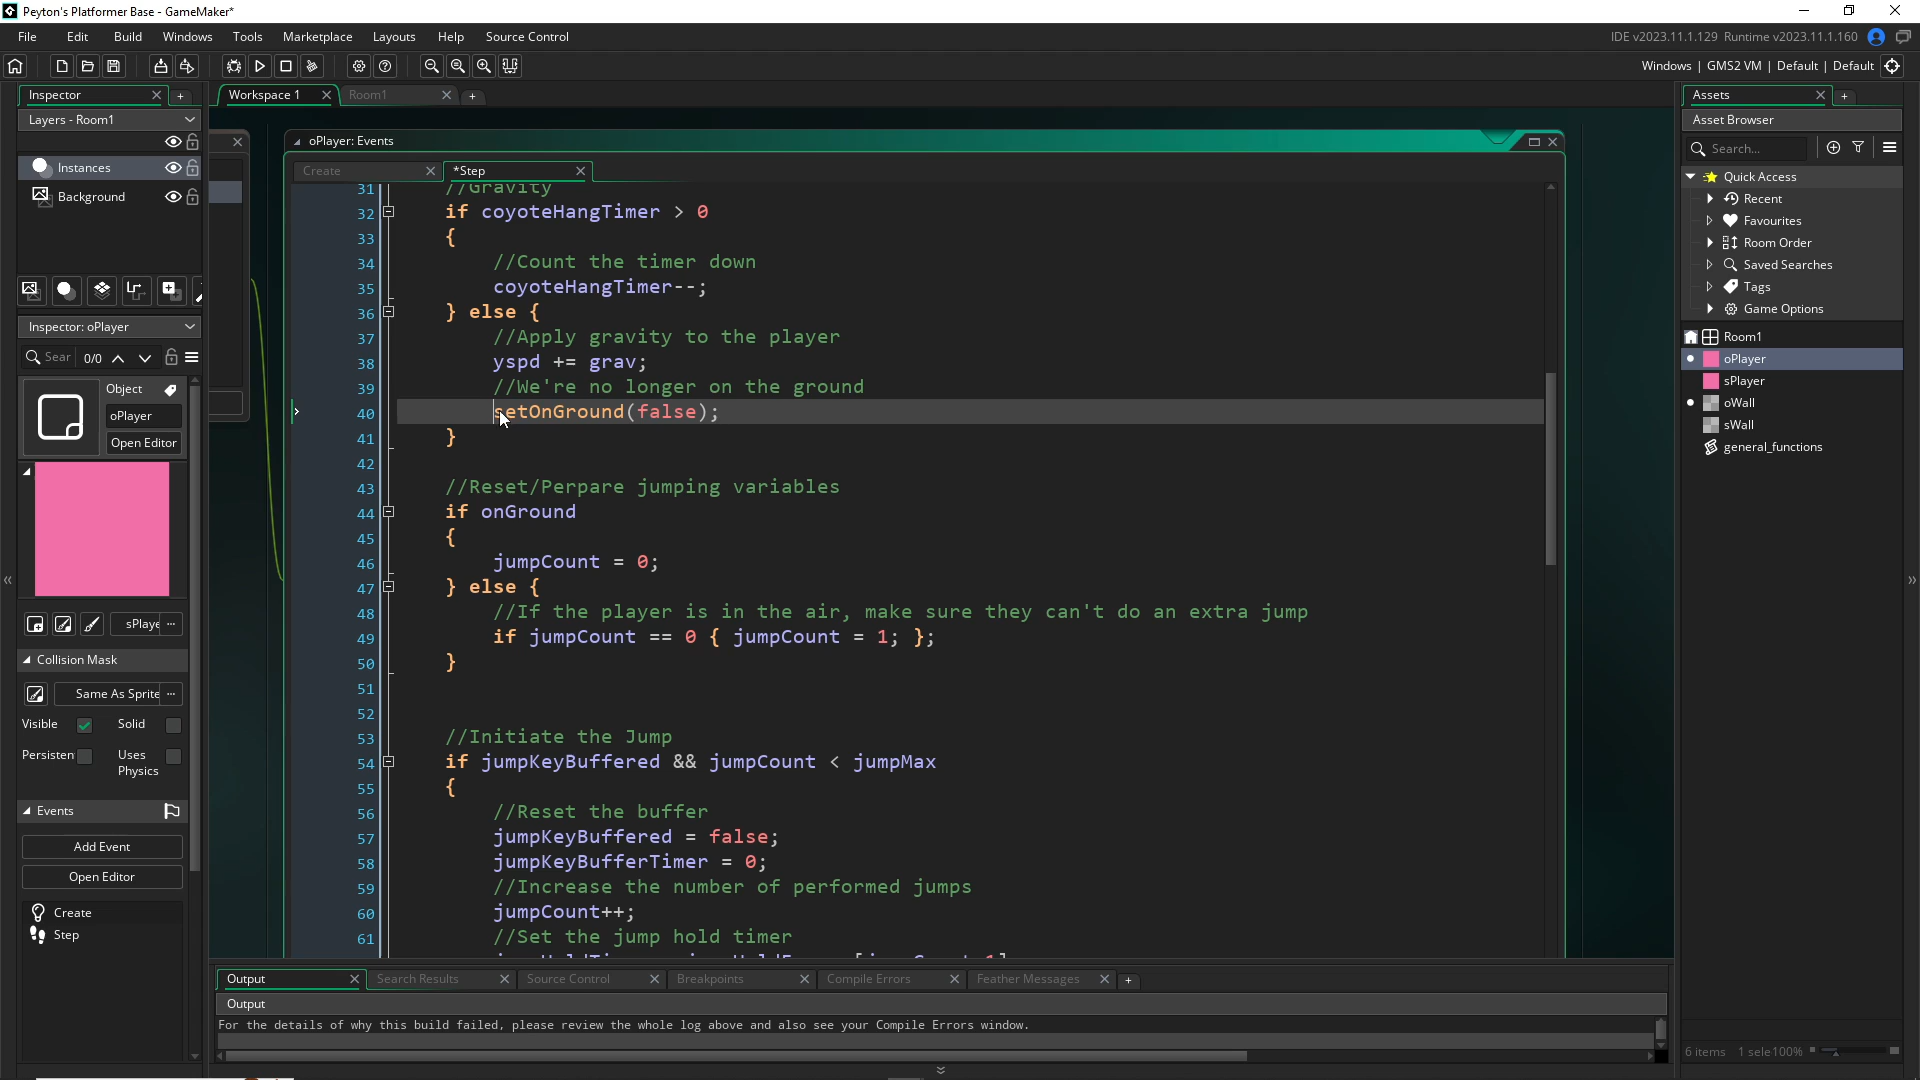 Peyton's Platformer Base - GameMaker*
File Edit Build Windows Tools Marketplace Layouts Help Source Control
IDE v2023.11.1.129 Runtime v2023.11.1.160
Windows | GMS2 VM | Default | Default
Inspector
Layers - Room1
Instances
Background
Inspector: oPlayer
Sear 0/0
Object
oPlayer
Open Editor
sPlaye ...
Collision Mask
Same As Sprite ...
Visible Solid
Persisten Uses
Physics
Events
Add Event
Open Editor
Create
Step
Workspace 1 Room1
oPlayer: Events
Create *Step
31 //Gravity
32 if coyoteHangTimer > 0
33 {
34 //Count the timer down
35 coyoteHangTimer--;
36 } else {
37 //Apply gravity to the player
38 yspd += grav;
39 //We're no longer on the ground
40 setOnGround(false);
41 }
42
43 //Reset/Perpare jumping variables
44 if onGround
45 {
46 jumpCount = 0;
47 } else {
48 //If the player is in the air, make sure they can't do an extra jump
49 if jumpCount == 0 { jumpCount = 1; };
50 }
51
52
53 //Initiate the Jump
54 if jumpKeyBuffered && jumpCount < jumpMax
55 {
56 //Reset the buffer
57 jumpKeyBuffered = false;
58 jumpKeyBufferTimer = 0;
59 //Increase the number of performed jumps
60 jumpCount++;
61 //Set the jump hold timer
Output Search Results Source Control Breakpoints Compile Errors Feather Messages
Output
For the details of why this build failed, please review the whole log above and also see your Compile Errors window.
Assets
Asset Browser
Search...
Quick Access
Recent
Favourites
Room Order
Saved Searches
Tags
Game Options
Room1
oPlayer
sPlayer
oWall
sWall
general_functions
6 items 1 sele 100%